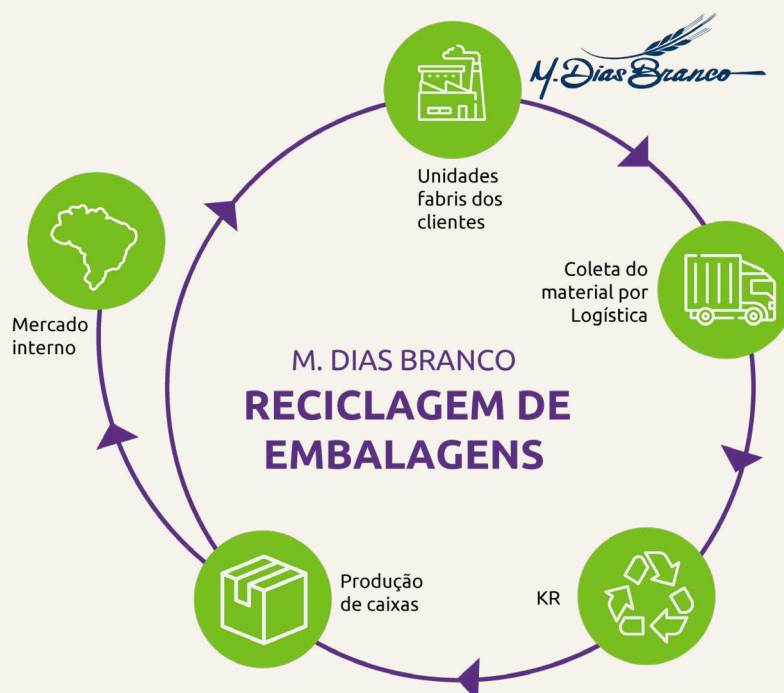 M. Dias Branco
Unidades
fabris dos
clientes
Coleta do
material por
Logística
Mercado
interno
M. DIAS BRANCO
RECICLAGEM DE
EMBALAGENS
Produção
de caixas
KR